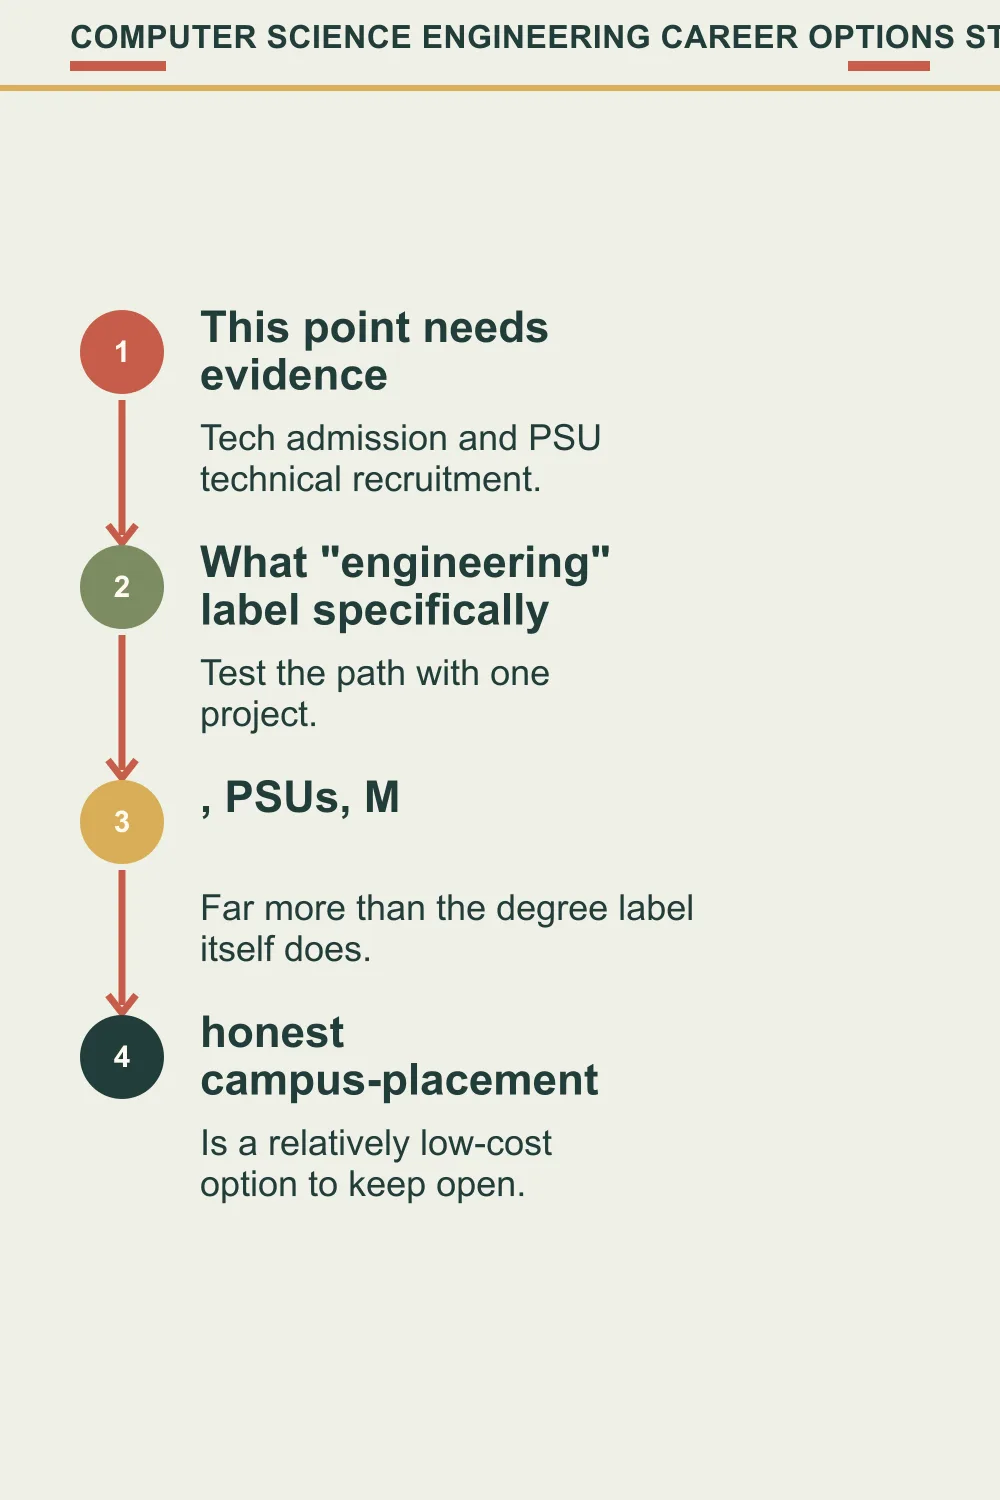 COMPUTER SCIENCE ENGINEERING CAREER OPTIONS ST
1
This point needs
evidence
Tech admission and PSU
technical recruitment.
2
What "engineering"
label specifically
Test the path with one
project.
3
, PSUs, M
Far more than the degree label
itself does.
4
honest
campus-placement
Is a relatively low-cost
option to keep open.